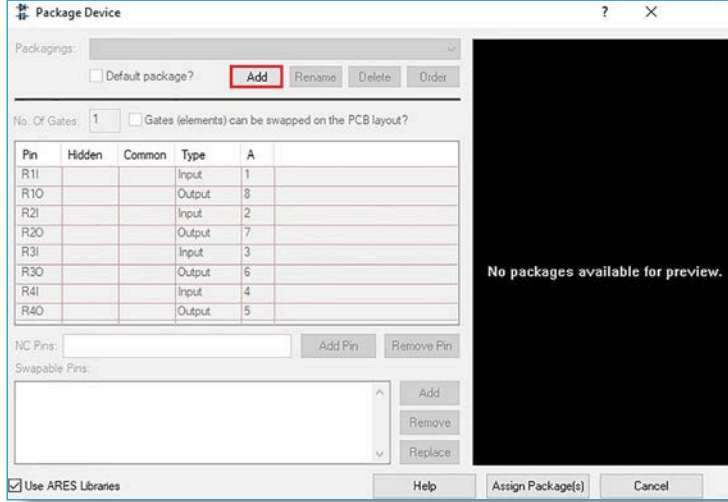 Package Device ? ×
Packagings:
Default package? Add Rename Delete Order
No. Of Gates: 1 Gates (elements) can be swapped on the PCB layout?
Pin Hidden Common Type A
R1I Input 1
R1O Output 8
R2I Input 2
R2O Output 7
R3I Input 3
R3O Output 6
R4I Input 4
R4O Output 5
No packages available for preview.
NC Pins: Add Pin Remove Pin
Swapable Pins:
Add
Remove
Replace
Use ARES Libraries Help Assign Package(s) Cancel